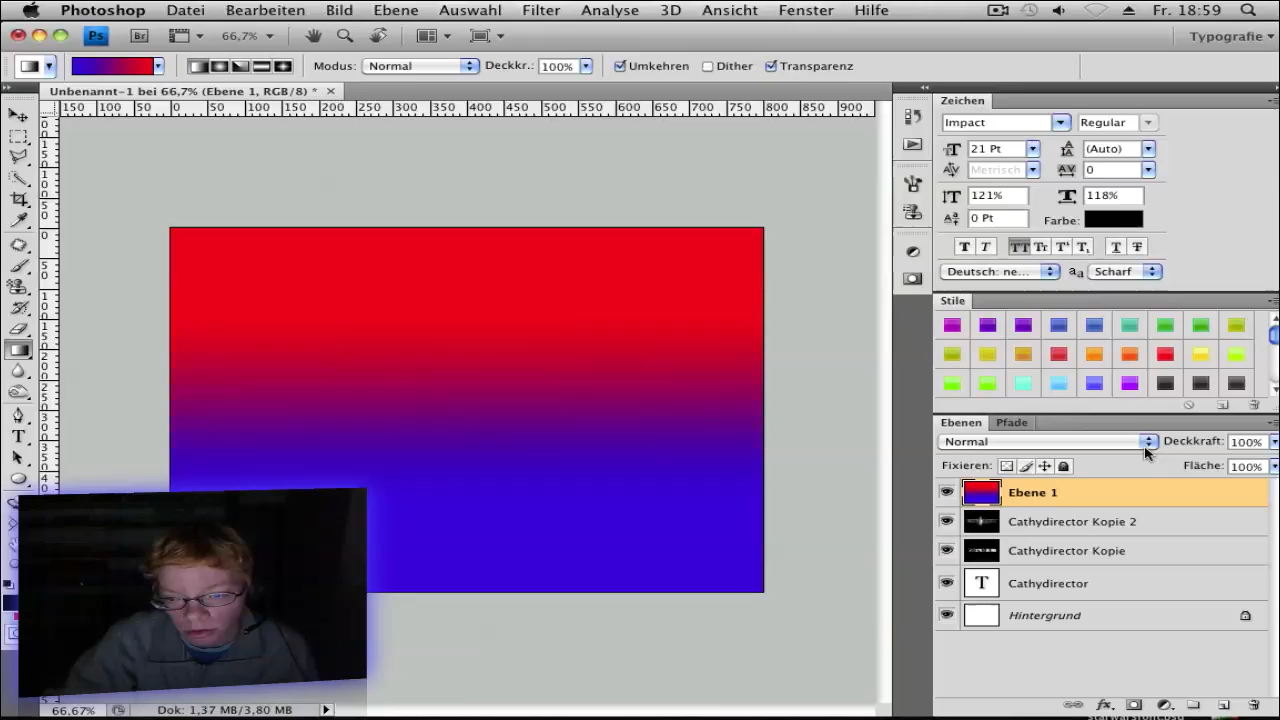 Photoshop Datei Bearbeiten Bild Ebene Auswahl Filter Analyse 3D Ansicht Fenster Hilfe Fr. 18:59
Ps Br 66,7% Typografie
Modus: Normal Deckkr.: 100% Umkehren Dither Transparenz
Unbenannt-1 bei 66,7% (Ebene 1, RGB/8) *
150 100 50 0 50 100 150 200 250 300 350 400 450 500 550 600 650 700 750 800 850 900
Zeichen
Impact Regular
21 Pt (Auto)
Metrisch 0
121% 118%
0 Pt Farbe:
T T TT Tr T¹ T₁ T T
Deutsch: ne... aa Scharf
Stile
Ebenen Pfade
Normal Deckkraft: 100%
Fixieren: Fläche: 100%
Ebene 1
Cathydirector Kopie 2
Cathydirector Kopie
T Cathydirector
Hintergrund
66,67% Dok: 1,37 MB/3,80 MB